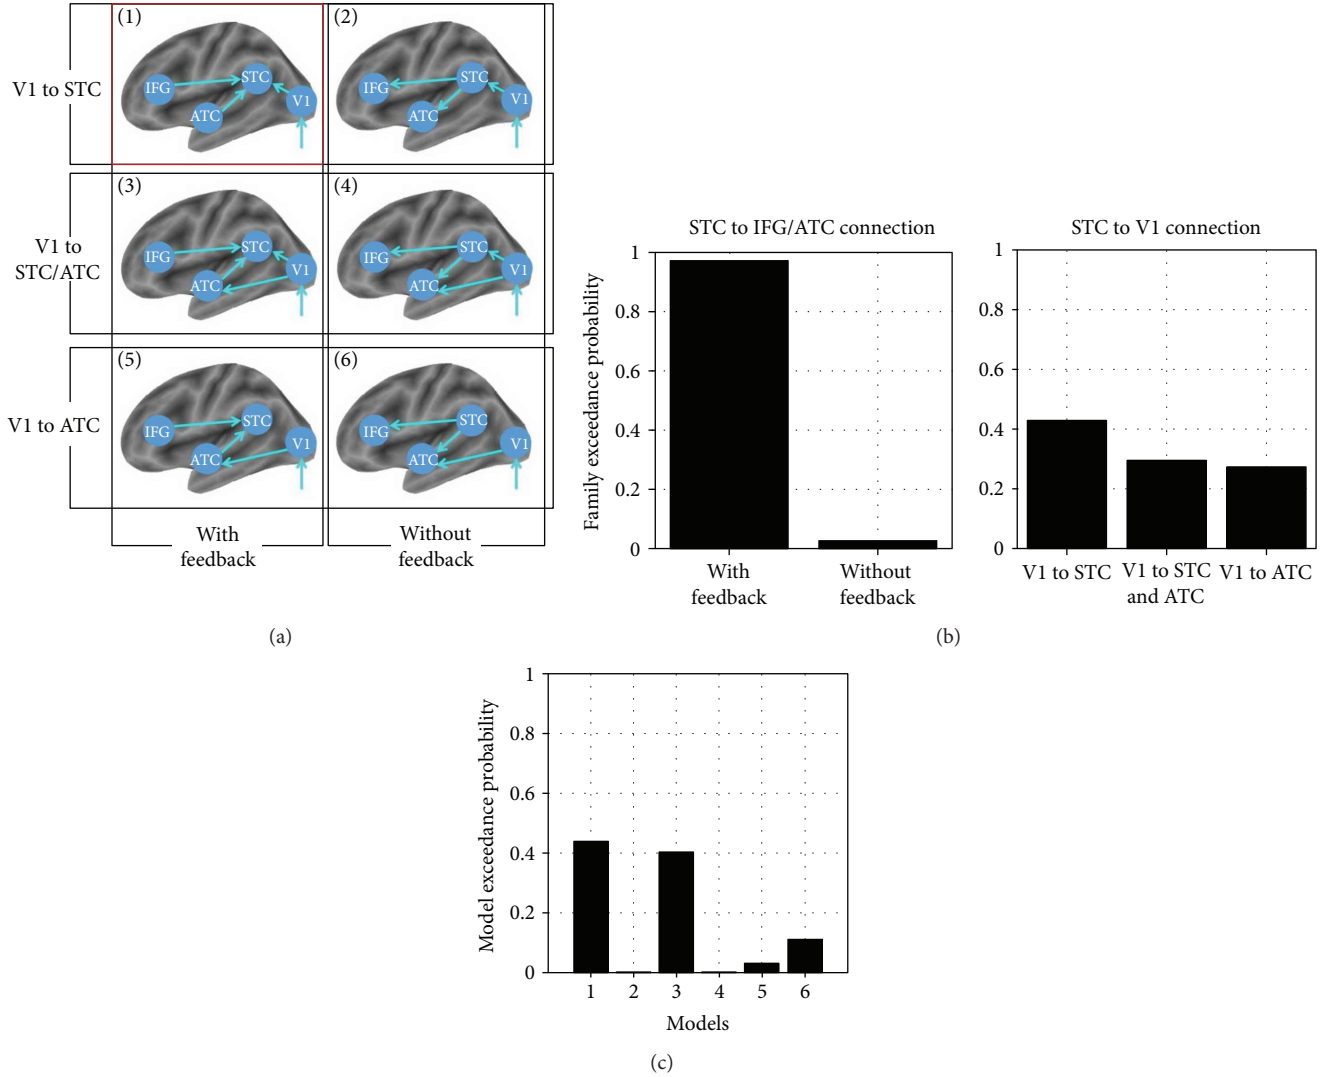 (1)
(2)
V1 to STC
IFG
STC
ATC
V1
IFG
STC
ATC
V1
(3)
(4)
V1 to
STC/ATC
IFG
STC
ATC
V1
IFG
STC
ATC
V1
(5)
(6)
V1 to ATC
IFG
STC
ATC
V1
IFG
STC
ATC
V1
With
feedback
Without
feedback
(a)
STC to IFG/ATC connection
Family exceedance probability
1
0.8
0.6
0.4
0.2
0
With
feedback
Without
feedback
STC to V1 connection
1
0.8
0.6
0.4
0.2
0
V1 to STC
V1 to STC
and ATC
V1 to ATC
(b)
Model exceedance probability
1
0.8
0.6
0.4
0.2
0
1 2 3 4 5 6
Models
(c)